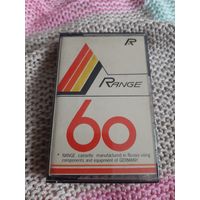 R
RANGE
60
* "RANGE" cassette manufactured in Russia using
components and equipment of GERMANY